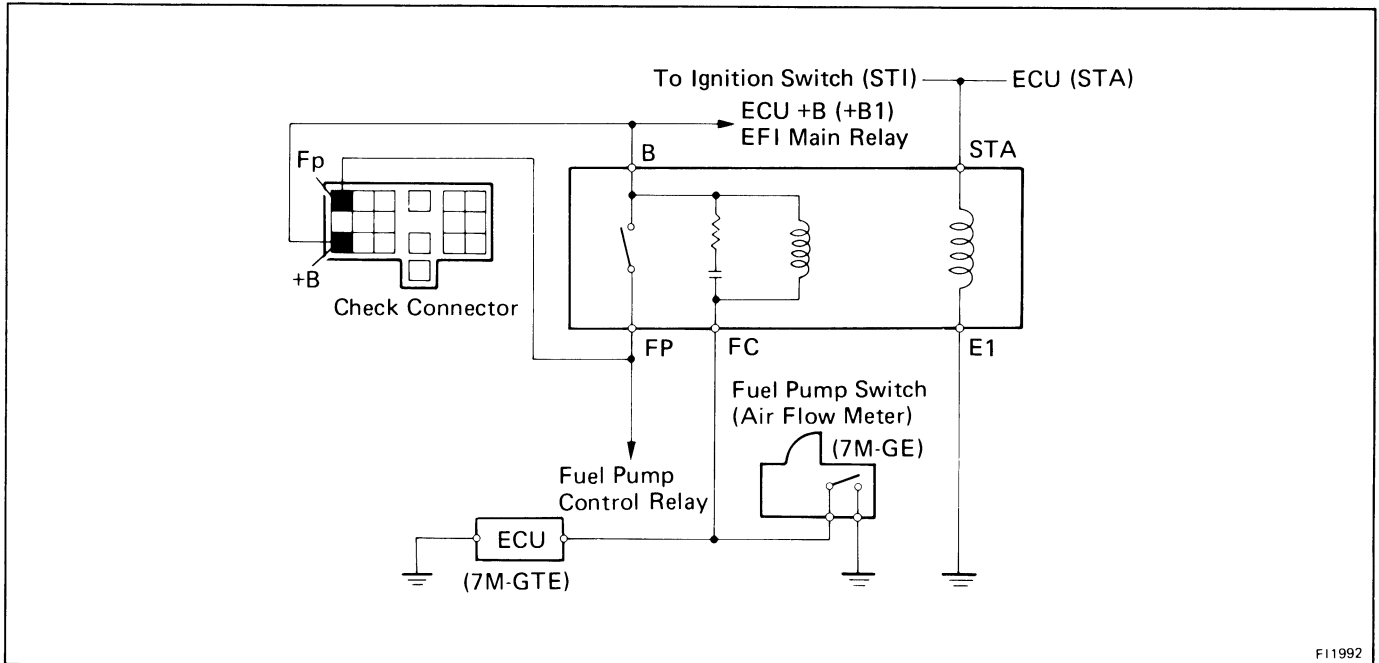 To Ignition Switch (STI)
ECU (STA)
ECU +B (+B1)
EFI Main Relay
B
STA
Fp
+B
Check Connector
FP
FC
E1
Fuel Pump Switch
(Air Flow Meter)
(7M-GE)
Fuel Pump
Control Relay
ECU
(7M-GTE)
FI1992